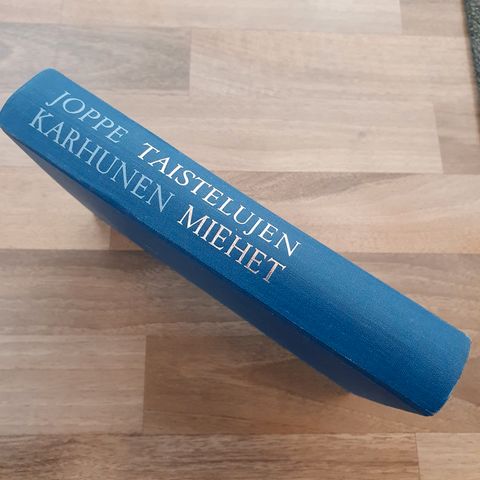 JOPPE
KARHUNEN
TAISTELUJEN
MIEHET